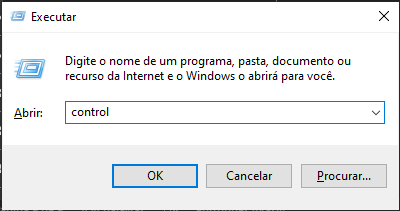 Executar
Digite o nome de um programa, pasta, documento ou
recurso da Internet e o Windows o abrirá para você.
Abrir: control
OK Cancelar Procurar...